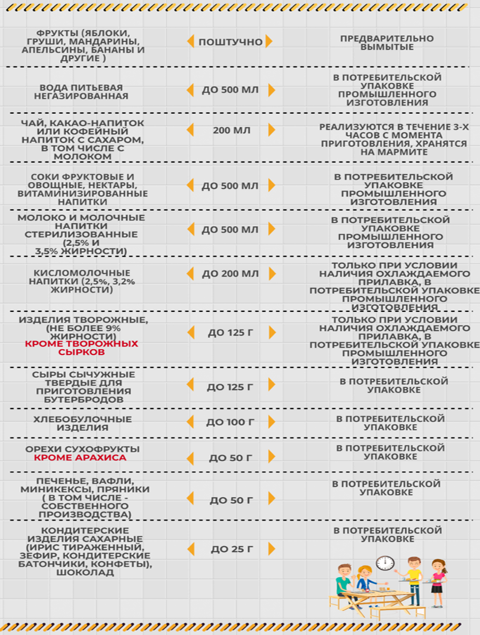 ФРУКТЫ (ЯБЛОКИ,
ГРУШИ, МАНДАРИНЫ,
АПЕЛЬСИНЫ, БАНАНЫ И
ДРУГИЕ )
ПОШТУЧНО
ПРЕДВАРИТЕЛЬНО
ВЫМЫТЫЕ
ВОДА ПИТЬЕВАЯ
НЕГАЗИРОВАННАЯ
ДО 500 МЛ
В ПОТРЕБИТЕЛЬСКОЙ
УПАКОВКЕ
ПРОМЫШЛЕННОГО
ИЗГОТОВЛЕНИЯ
ЧАЙ, КАКАО-НАПИТОК
ИЛИ КОФЕЙНЫЙ
НАПИТОК С САХАРОМ,
В ТОМ ЧИСЛЕ С
МОЛОКОМ
200 МЛ
РЕАЛИЗУЮТСЯ В ТЕЧЕНИЕ 3-Х
ЧАСОВ С МОМЕНТА
ПРИГОТОВЛЕНИЯ, ХРАНЯТСЯ
НА МАРМИТЕ
СОКИ ФРУКТОВЫЕ И
ОВОЩНЫЕ, НЕКТАРЫ,
ВИТАМИНИЗИРОВАННЫЕ
НАПИТКИ
ДО 500 МЛ
В ПОТРЕБИТЕЛЬСКОЙ
УПАКОВКЕ
ПРОМЫШЛЕННОГО
ИЗГОТОВЛЕНИЯ
МОЛОКО И МОЛОЧНЫЕ
НАПИТКИ
СТЕРИЛИЗОВАННЫЕ
(2,5% И
3,5% ЖИРНОСТИ)
ДО 500 МЛ
В ПОТРЕБИТЕЛЬСКОЙ
УПАКОВКЕ
ПРОМЫШЛЕННОГО
ИЗГОТОВЛЕНИЯ
КИСЛОМОЛОЧНЫЕ
НАПИТКИ (2,5%, 3,2%
ЖИРНОСТИ)
ДО 200 МЛ
ТОЛЬКО ПРИ УСЛОВИИ
НАЛИЧИЯ ОХЛАЖДАЕМОГО
ПРИЛАВКА, В
ПОТРЕБИТЕЛЬСКОЙ УПАКОВКЕ
ПРОМЫШЛЕННОГО
ИЗГОТОВЛЕНИЯ
ИЗДЕЛИЯ ТВОРОЖНЫЕ,
(НЕ БОЛЕЕ 9%
ЖИРНОСТИ)
КРОМЕ ТВОРОЖНЫХ
СЫРКОВ
ДО 125 Г
ТОЛЬКО ПРИ УСЛОВИИ
НАЛИЧИЯ ОХЛАЖДАЕМОГО
ПРИЛАВКА, В
ПОТРЕБИТЕЛЬСКОЙ УПАКОВКЕ
ПРОМЫШЛЕННОГО
ИЗГОТОВЛЕНИЯ
СЫРЫ СЫЧУЖНЫЕ
ТВЕРДЫЕ ДЛЯ
ПРИГОТОВЛЕНИЯ
БУТЕРБРОДОВ
ДО 125 Г
В ПОТРЕБИТЕЛЬСКОЙ
УПАКОВКЕ
ХЛЕБОБУЛОЧНЫЕ
ИЗДЕЛИЯ
ДО 100 Г
В ПОТРЕБИТЕЛЬСКОЙ
УПАКОВКЕ
ОРЕХИ СУХОФРУКТЫ
КРОМЕ АРАХИСА
ДО 50 Г
В ПОТРЕБИТЕЛЬСКОЙ
УПАКОВКЕ
ПЕЧЕНЬЕ, ВАФЛИ,
МИНИКЕКСЫ, ПРЯНИКИ
( В ТОМ ЧИСЛЕ -
СОБСТВЕННОГО
ПРОИЗВОДСТВА)
ДО 50 Г
В ПОТРЕБИТЕЛЬСКОЙ
УПАКОВКЕ
КОНДИТЕРСКИЕ
ИЗДЕЛИЯ САХАРНЫЕ
(ИРИС ТИРАЖЕННЫЙ,
ЗЕФИР, КОНДИТЕРСКИЕ
БАТОНЧИКИ, КОНФЕТЫ),
ШОКОЛАД
ДО 25 Г
В ПОТРЕБИТЕЛЬСКОЙ
УПАКОВКЕ